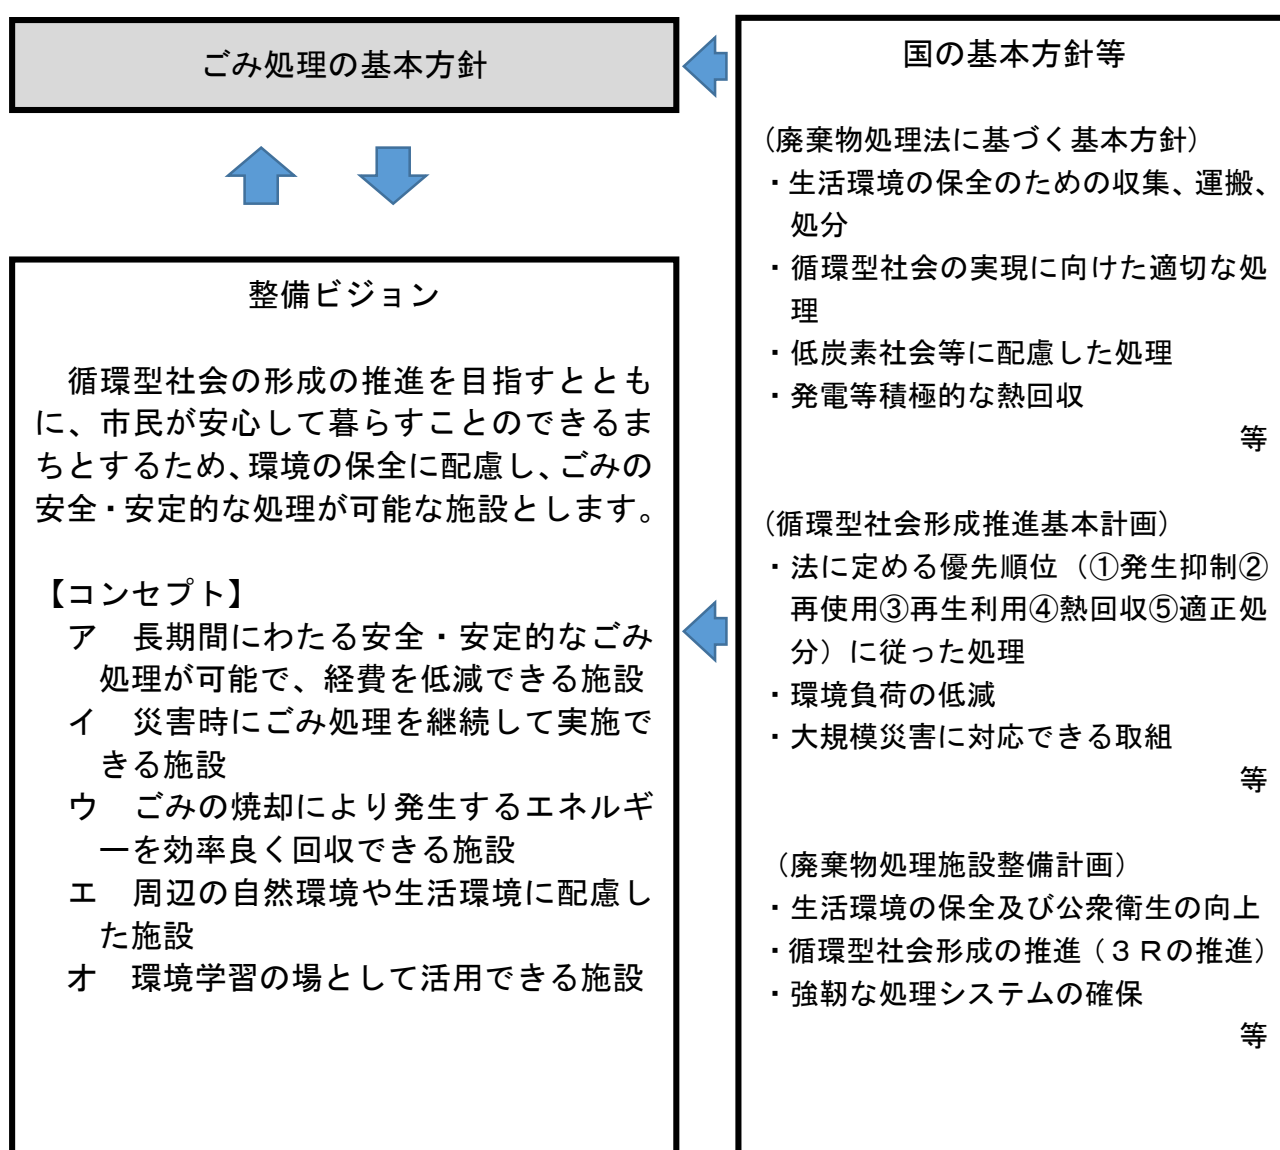 ごみ処理の基本方針
整備ビジョン
循環型社会の形成の推進を目指すととも
に、市民が安心して暮らすことのできるま
ちとするため、環境の保全に配慮し、ごみの
安全・安定的な処理が可能な施設とします。
【コンセプト】
ア　長期間にわたる安全・安定的なごみ
処理が可能で、経費を低減できる施設
イ　災害時にごみ処理を継続して実施で
きる施設
ウ　ごみの焼却により発生するエネルギ
ーを効率良く回収できる施設
エ　周辺の自然環境や生活環境に配慮し
た施設
オ　環境学習の場として活用できる施設
国の基本方針等
(廃棄物処理法に基づく基本方針)
・生活環境の保全のための収集、運搬、
処分
・循環型社会の実現に向けた適切な処
理
・低炭素社会等に配慮した処理
・発電等積極的な熱回収
等
(循環型社会形成推進基本計画)
・法に定める優先順位（①発生抑制②
再使用③再生利用④熱回収⑤適正処
分）に従った処理
・環境負荷の低減
・大規模災害に対応できる取組
等
(廃棄物処理施設整備計画)
・生活環境の保全及び公衆衛生の向上
・循環型社会形成の推進（３Ｒの推進）
・強靭な処理システムの確保
等